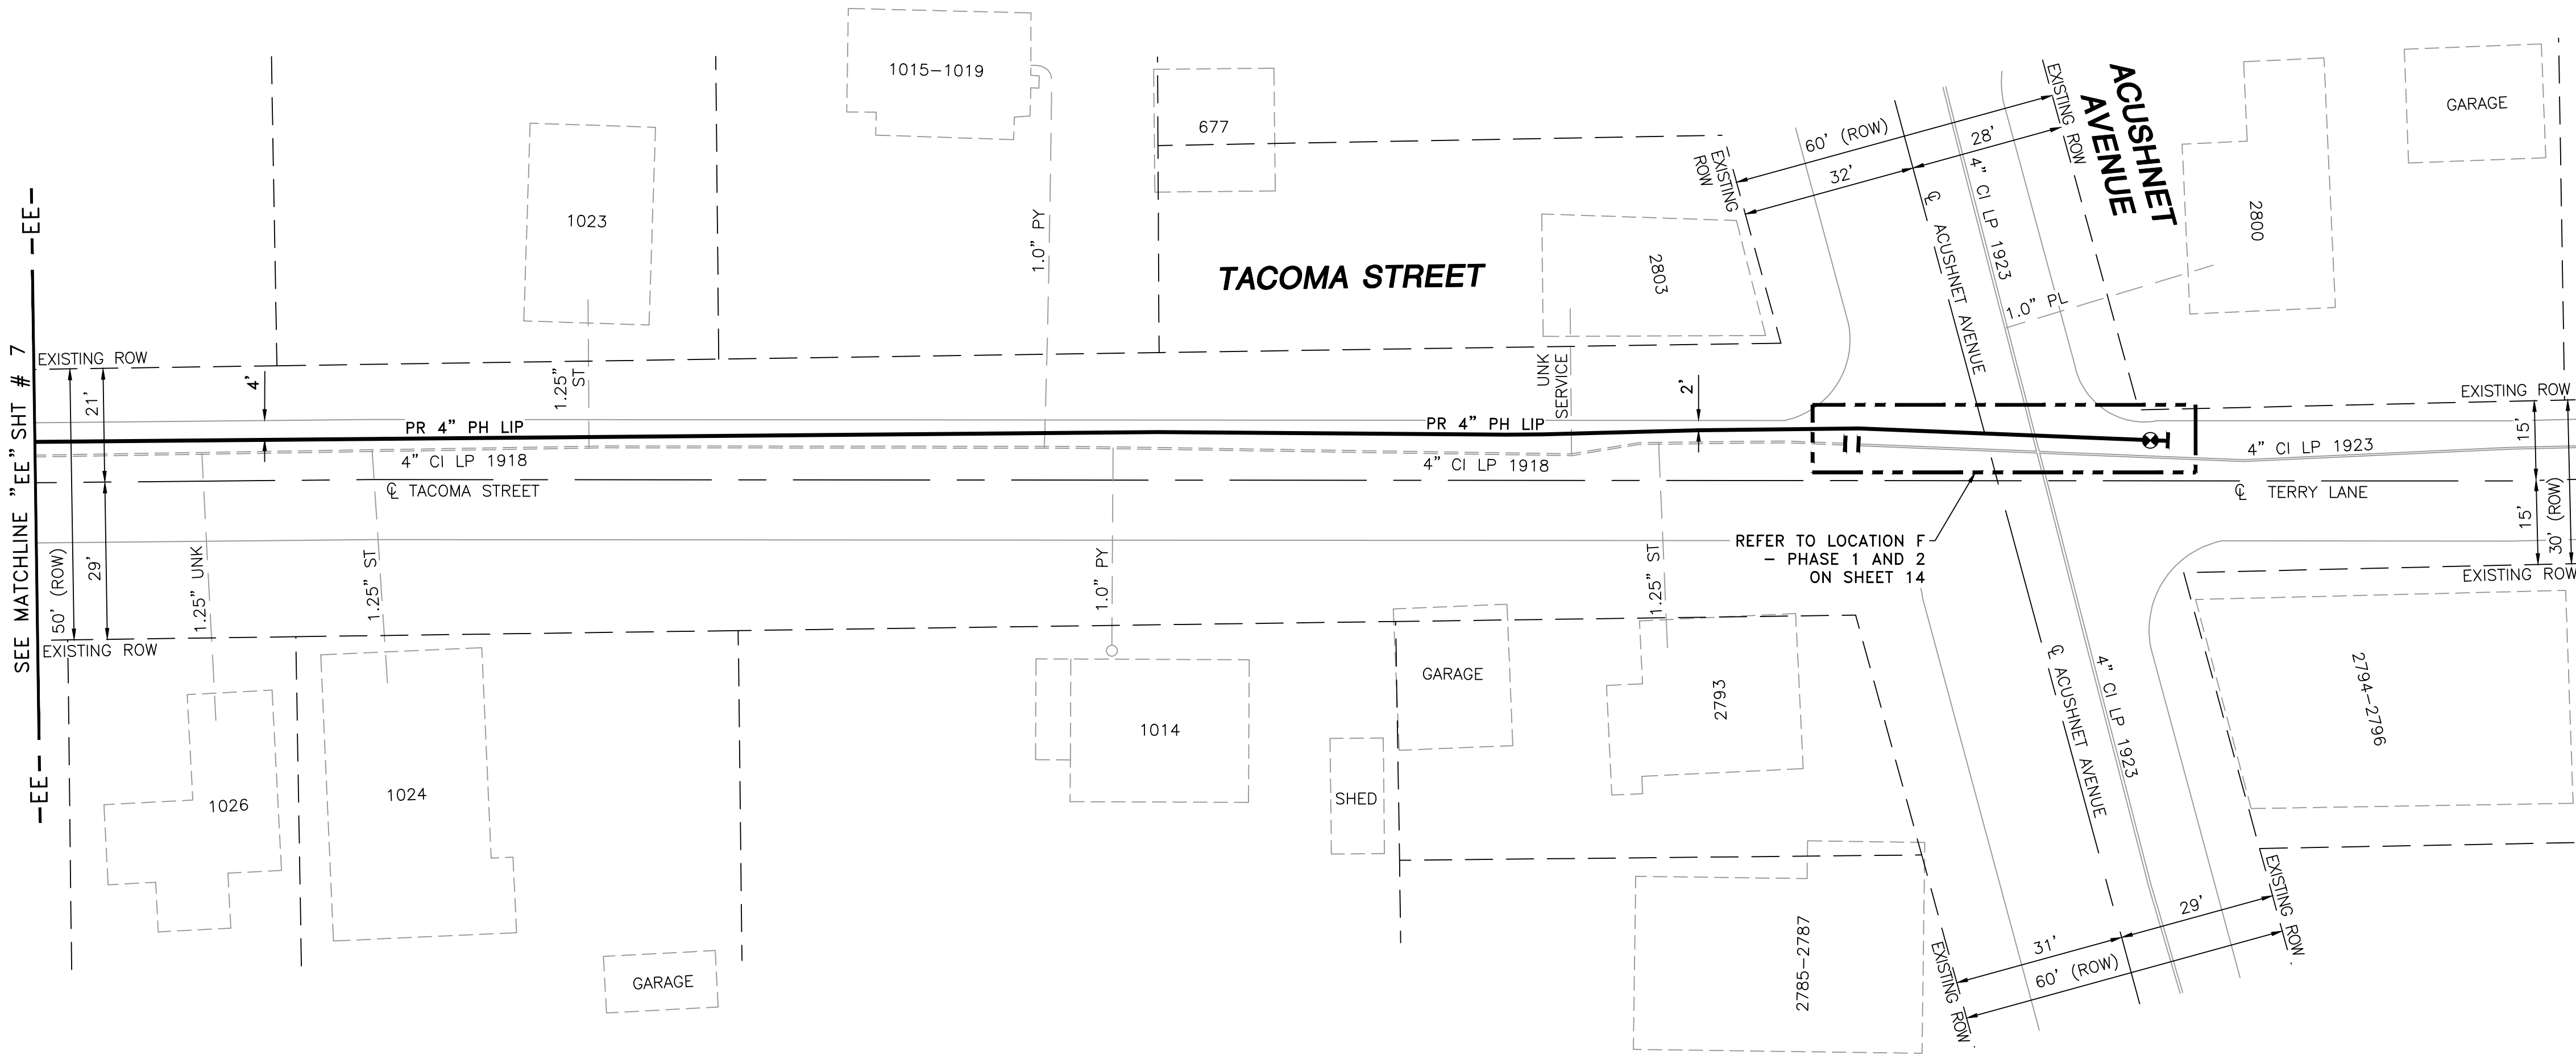 1015-1019
677
1023
1.0" PY
TACOMA STREET
2803
EXISTING
ROW
60' (ROW)
32'
28'
EXISTING ROW
ACUSHNET
AVENUE
℄ ACUSHNET AVENUE
4" CI LP 1923
1.0" PL
2800
GARAGE
-EE-
SEE MATCHLINE "EE" SHT # 7
-EE-
EXISTING ROW
21'
4'
1.25"
ST
UNK
SERVICE
2'
PR 4" PH LIP
PR 4" PH LIP
4" CI LP 1918
4" CI LP 1918
℄ TACOMA STREET
EXISTING ROW
15'
4" CI LP 1923
℄ TERRY LANE
15'
30' (ROW)
EXISTING ROW
50' (ROW)
29'
1.25" UNK
1.25" ST
1.0" PY
1.25" ST
REFER TO LOCATION F
- PHASE 1 AND 2
ON SHEET 14
EXISTING ROW
1026
1024
GARAGE
1014
SHED
GARAGE
2793
2785-2787
℄ ACUSHNET AVENUE
4" CI LP 1923
2794-2796
EXISTING ROW
31'
29'
60' (ROW)
EXISTING ROW